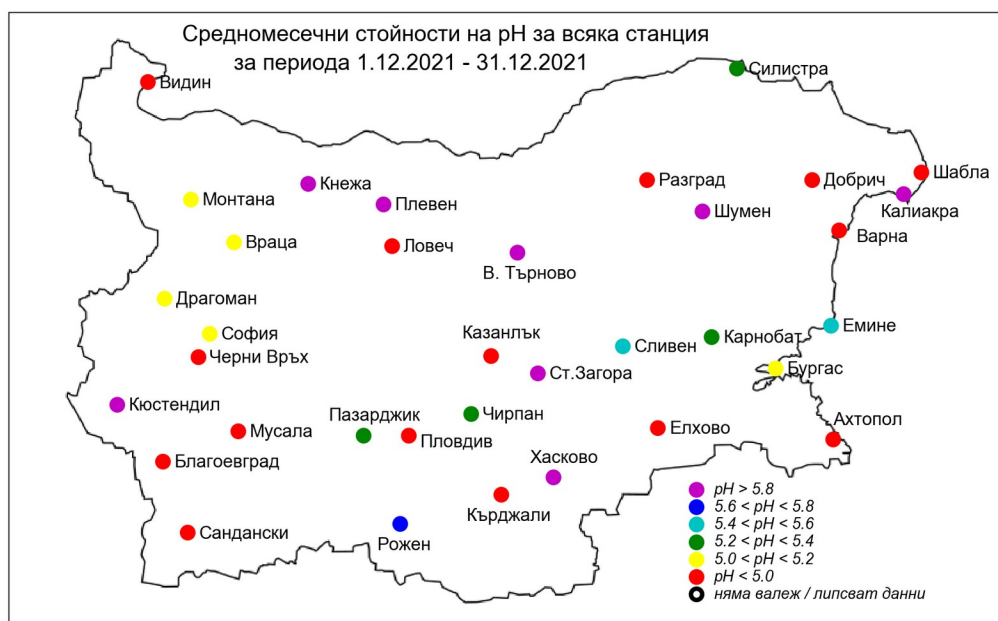 Средномесечни стойности на pH за всяка станция
за периода 1.12.2021 - 31.12.2021
Силистра
Видин
Шабла
Кнежа
Разград
Добрич
Монтана
Плевен
Шумен
Калиакра
Варна
Враца
Ловеч
В. Търново
Драгоман
Емине
София
Казанлък
Карнобат
Сливен
Черни Връх
Бургас
Ст.Загора
Кюстендил
Пазарджик
Чирпан
Ахтопол
Мусала
Пловдив
Елхово
Хасково
Благоевград
Кърджали
Сандански
Рожен
pH > 5.8
5.6 < pH < 5.8
5.4 < pH < 5.6
5.2 < pH < 5.4
5.0 < pH < 5.2
pH < 5.0
няма валеж / липсват данни